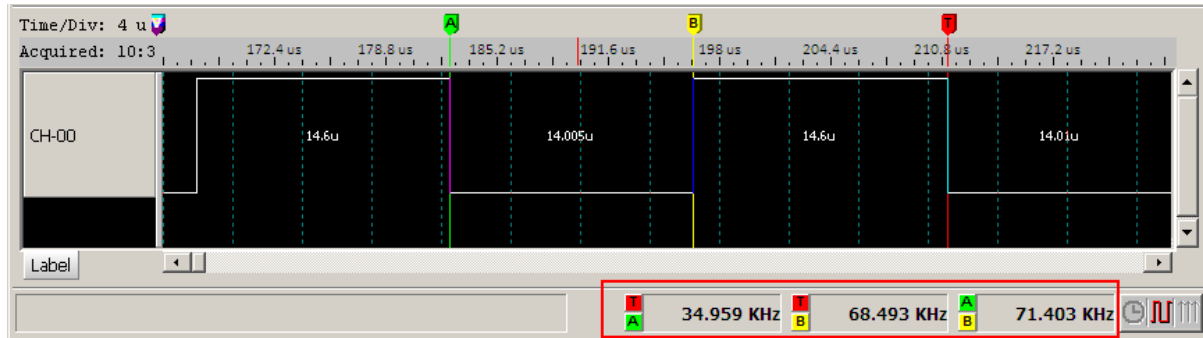 Time/Div: 4 u
A B T
Acquired: 10:3 172.4 us 178.8 us 185.2 us 191.6 us 198 us 204.4 us 210.8 us 217.2 us
CH-00 14.6u 14.005u 14.6u 14.01u
Label
T A 34.959 KHz T B 68.493 KHz A B 71.403 KHz